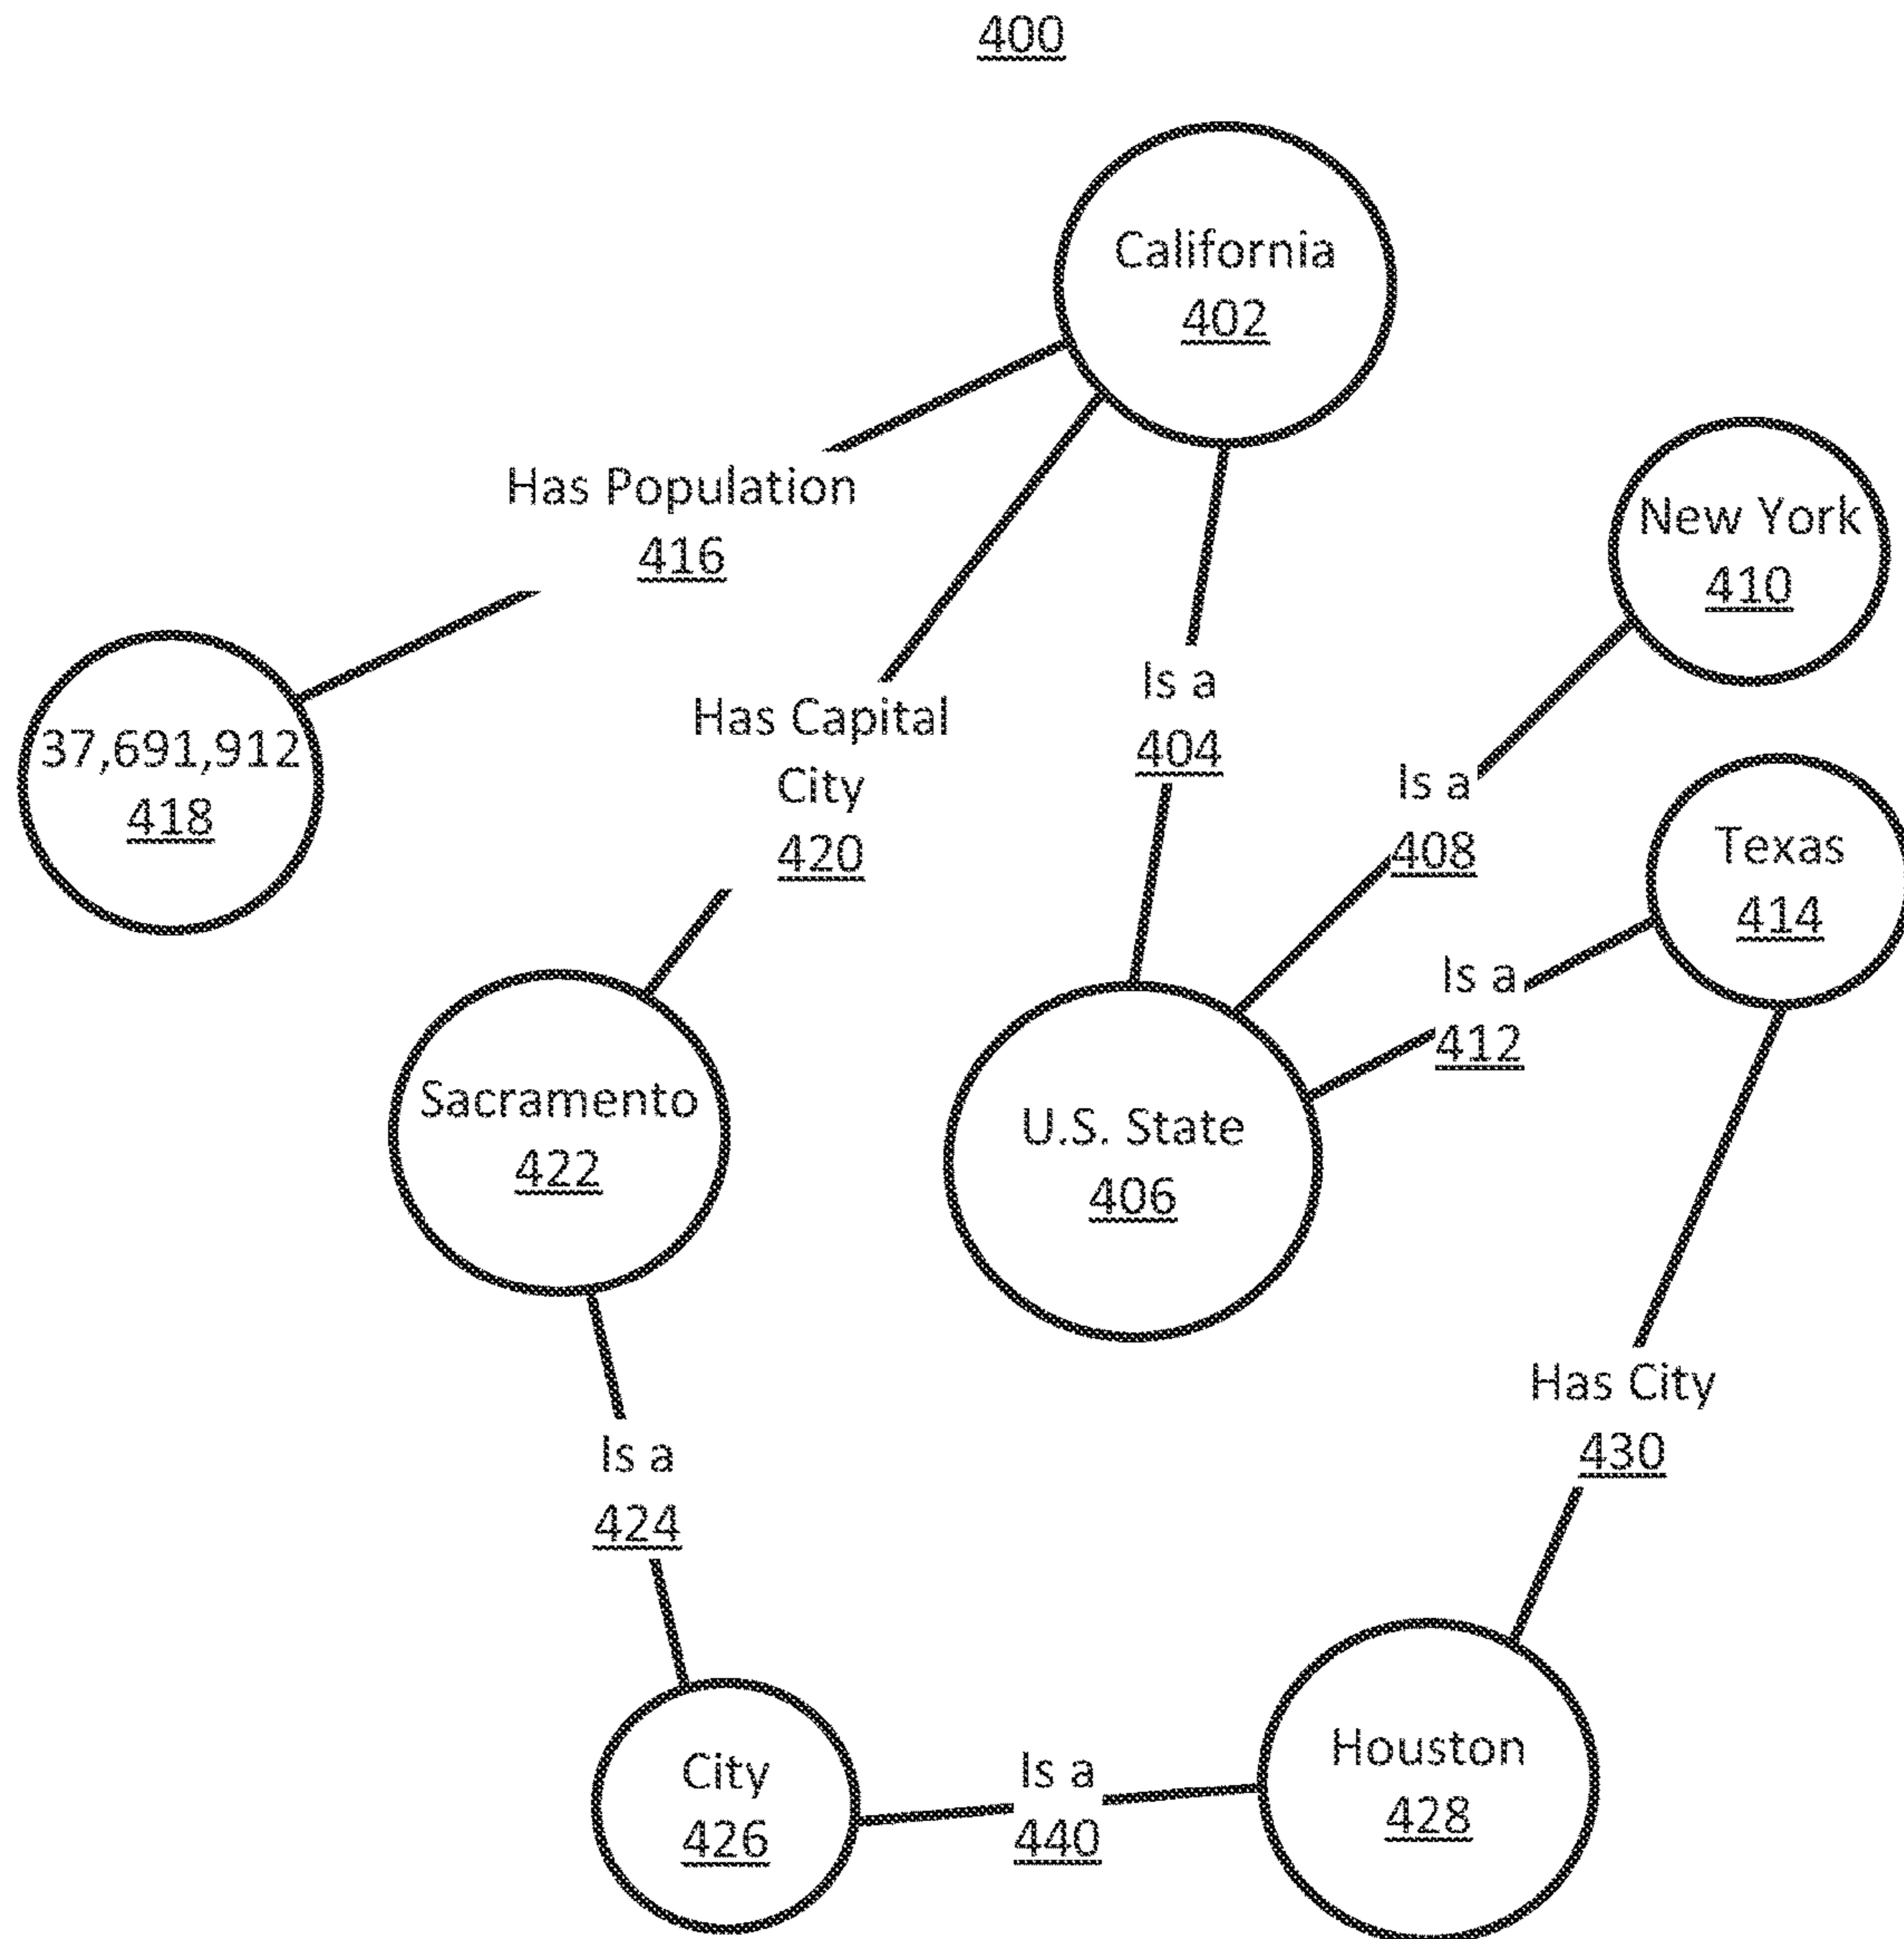 400
California
402
Has Population
416
New York
410
Is a
404
Has Capital
City
420
37,691,912
418
Is a
408
Texas
414
Is a
412
Sacramento
422
U.S. State
406
Has City
430
Is a
424
City
426
Is a
440
Houston
428